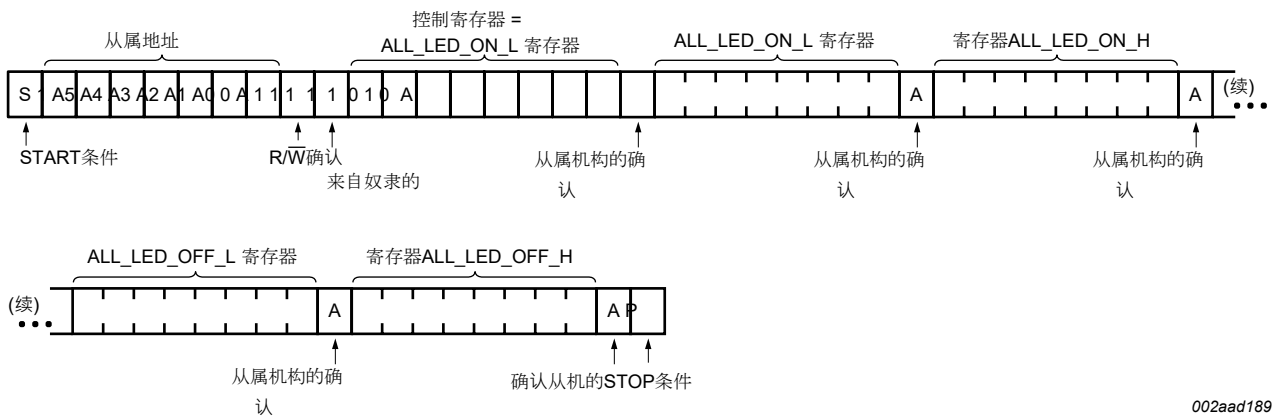 控制寄存器 =
从属地址 ALL_LED_ON_L 寄存器 ALL_LED_ON_L 寄存器 寄存器ALL_LED_ON_H
S 1 A5 A4 A3 A2 A1 A0 0 A 1 1 1 1 1 0 1 0 A A A (续)
START条件 R/W确认 从属机构的确 从属机构的确 从属机构的确
来自奴隶的 认 认 认
ALL_LED_OFF_L 寄存器 寄存器ALL_LED_OFF_H
(续) A A P
从属机构的确 确认从机的STOP条件
认
002aad189